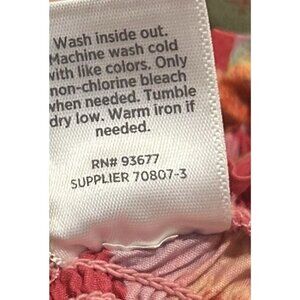 Wash inside out.
Machine wash cold
with like colors. Only
non-chlorine bleach
when needed. Tumble
dry low. Warm iron if
needed.
RN# 93677
SUPPLIER 70807-3